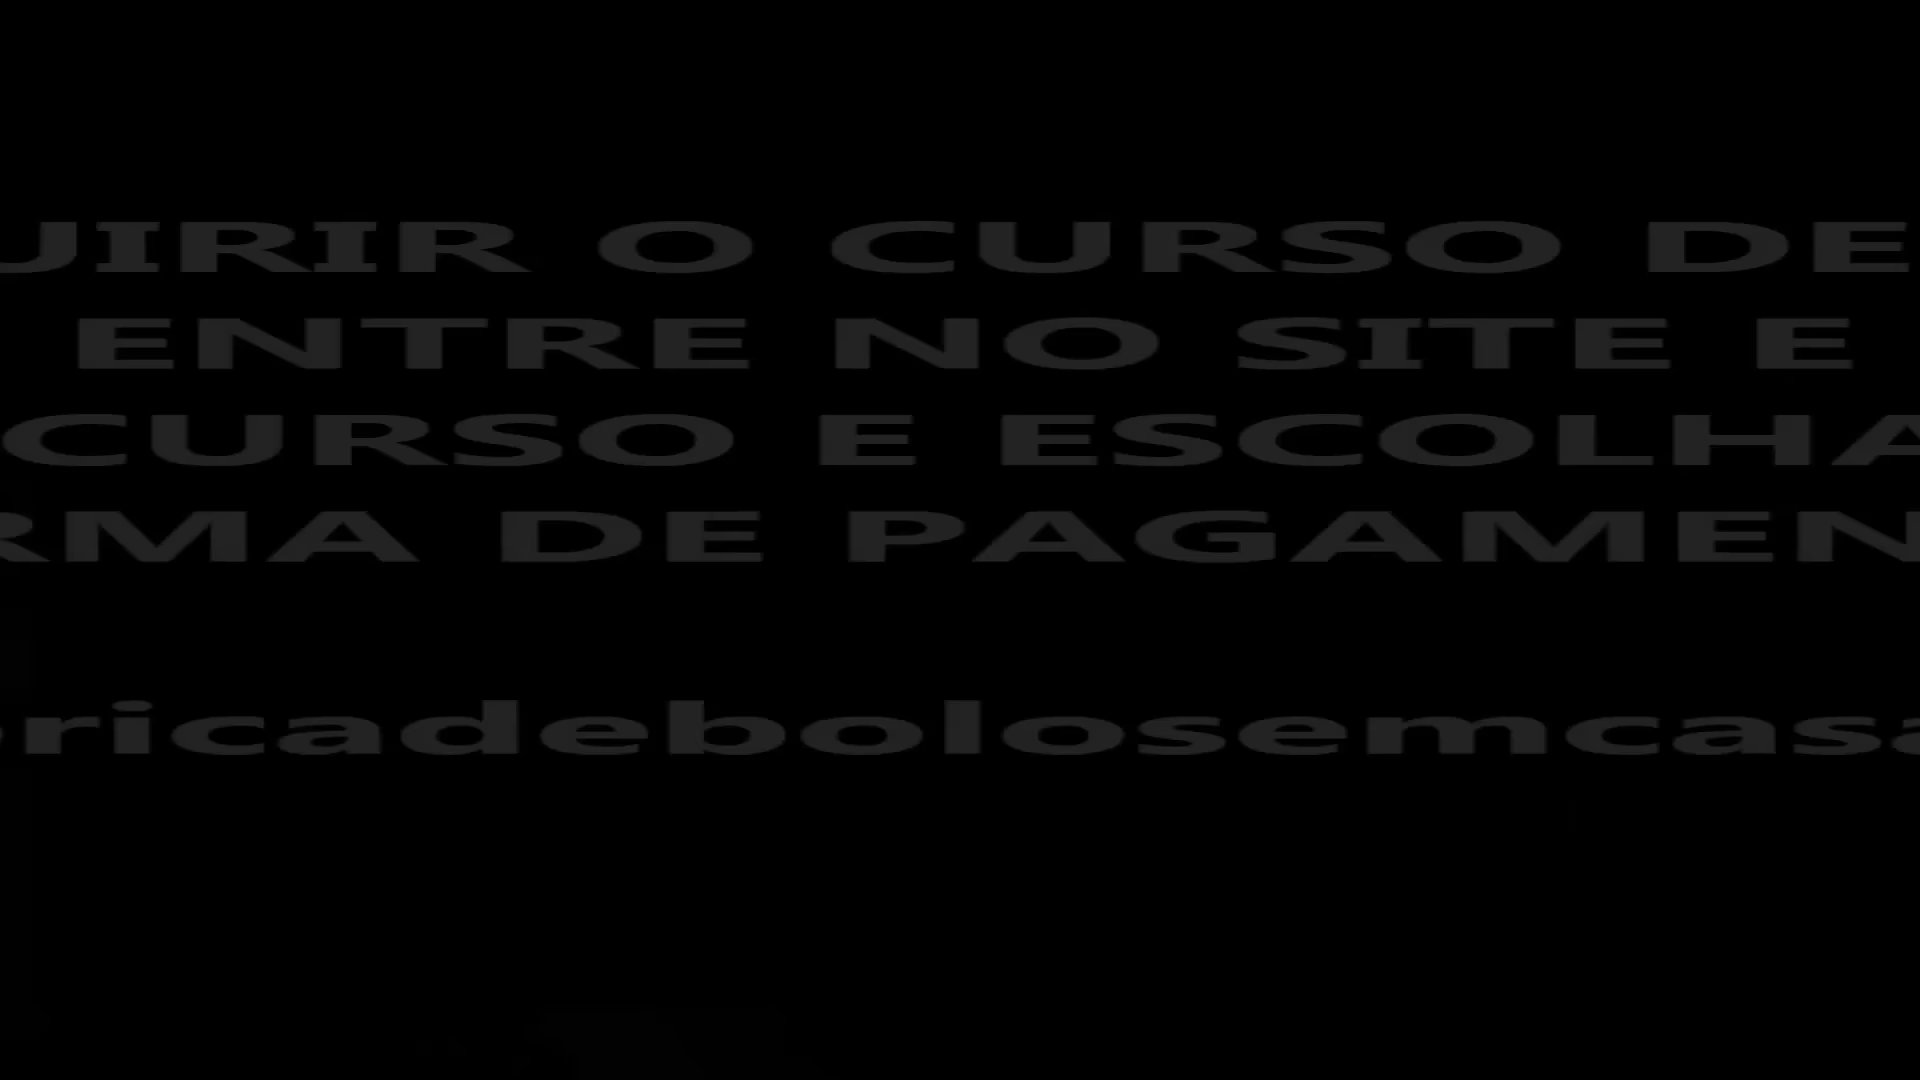 UIRIR O CURSO DE
ENTRE NO SITE E
CURSO E ESCOLHA
RMA DE PAGAMEN
ricadebolosemcasa